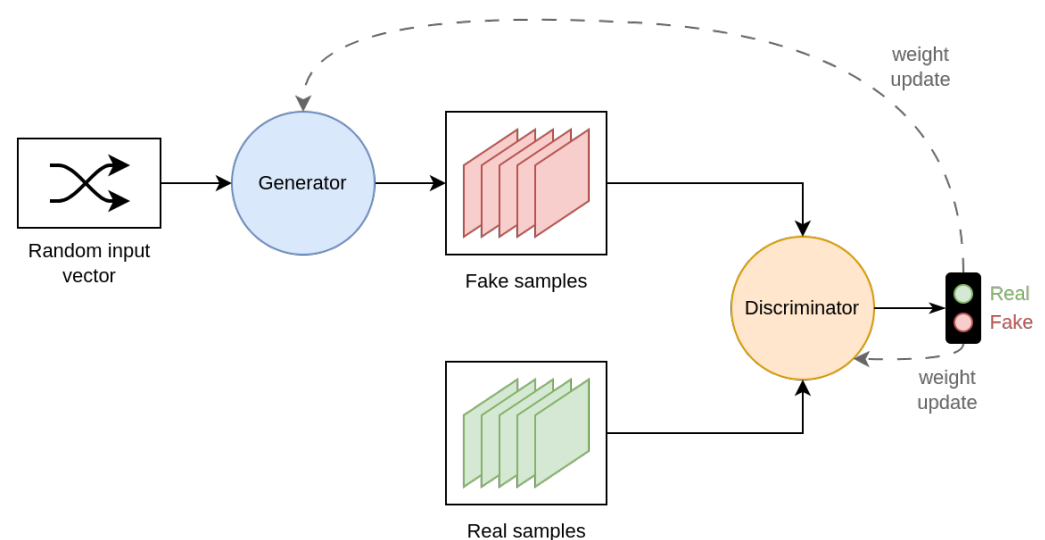 weight
update
Generator
Random input
vector
Fake samples
Discriminator
Real
Fake
weight
update
Real samples